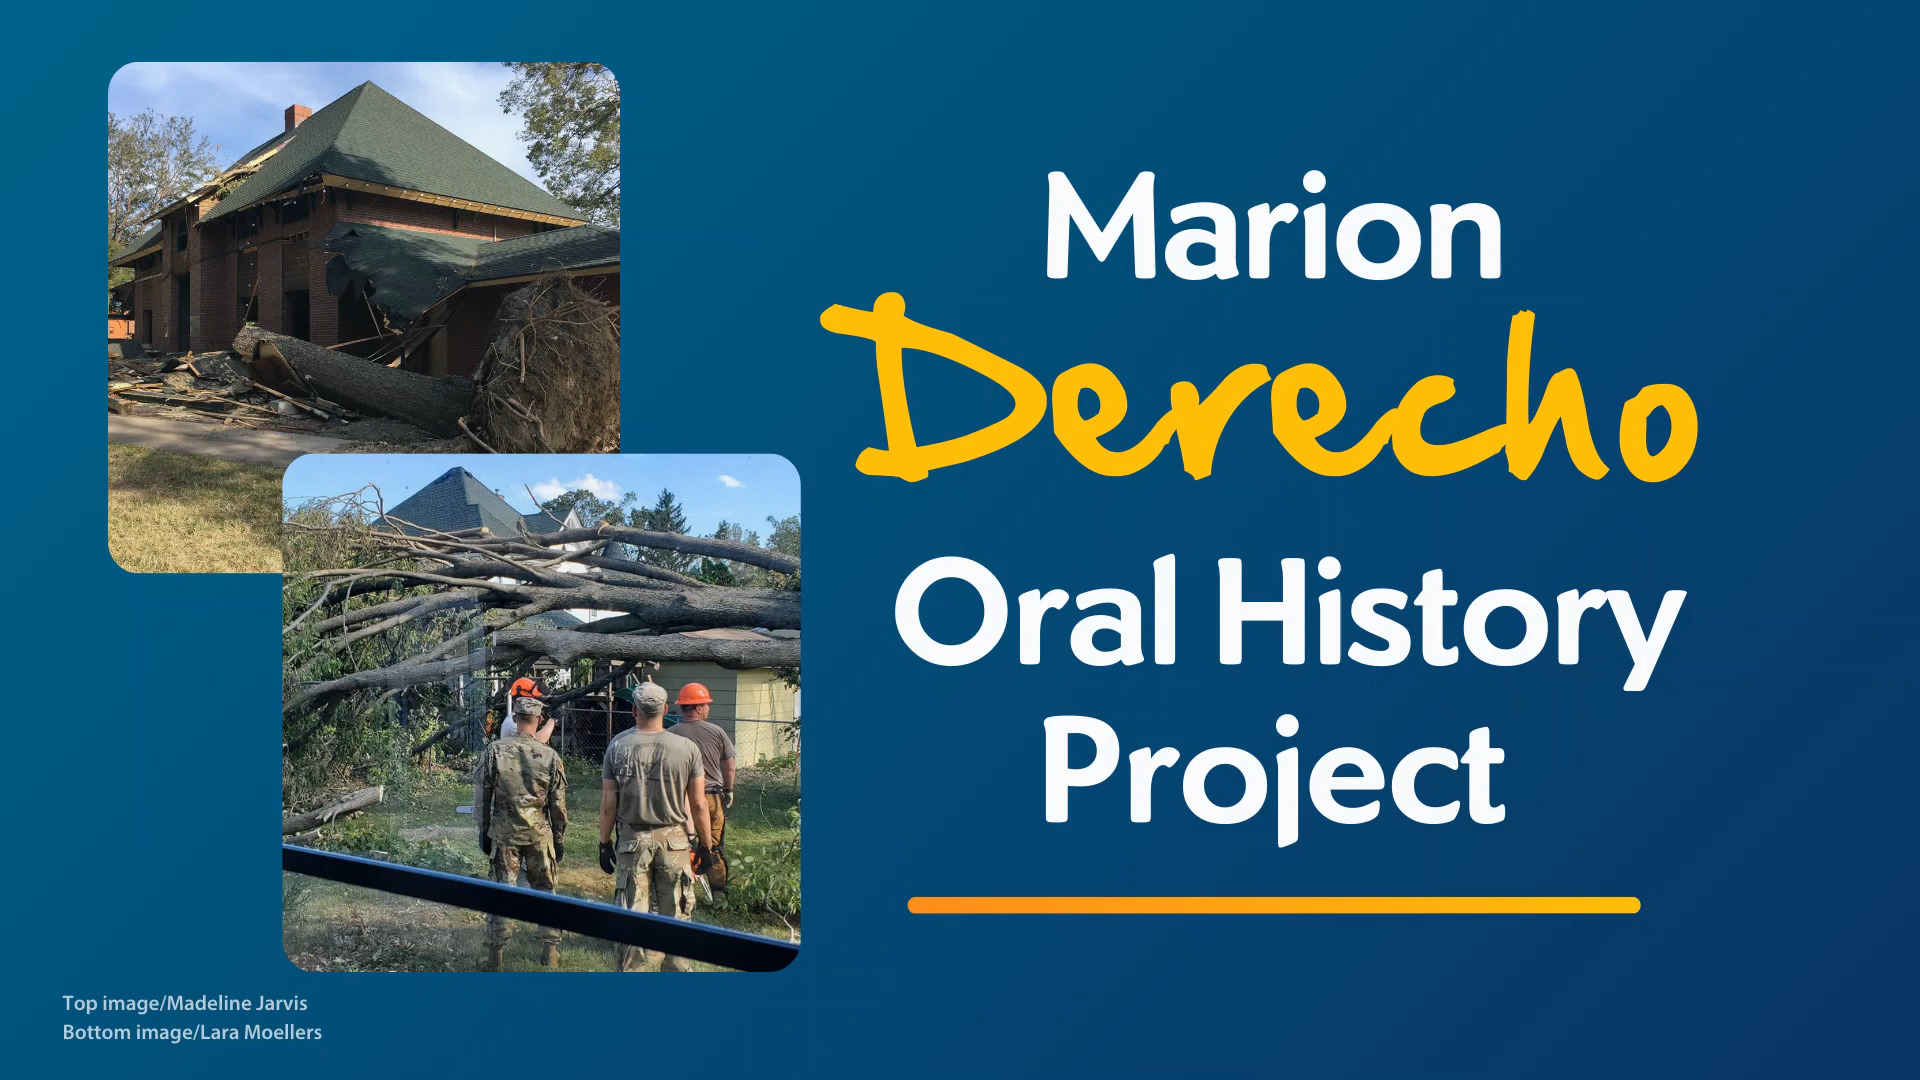 Marion
Derecho
Oral History
Project
Top image/Madeline Jarvis
Bottom image/Lara Moellers